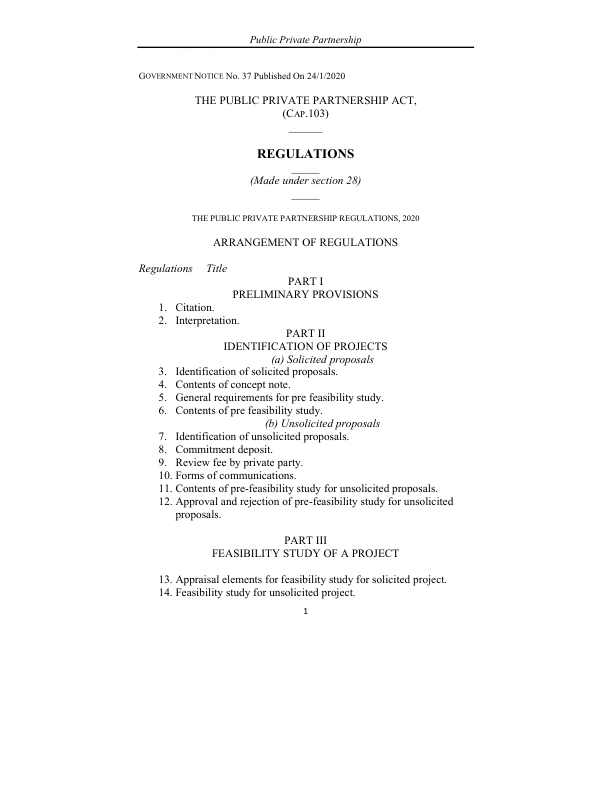 Public Private Partnership
GOVERNMENT NOTICE No. 37 Published On 24/1/2020
THE PUBLIC PRIVATE PARTNERSHIP ACT,
(CAP.103)
______
REGULATIONS
_____
(Made under section 28)
_____
THE PUBLIC PRIVATE PARTNERSHIP REGULATIONS, 2020
ARRANGEMENT OF REGULATIONS
Regulations Title
PART I
PRELIMINARY PROVISIONS
1. Citation.
2. Interpretation.
PART II
IDENTIFICATION OF PROJECTS
(a) Solicited proposals
3. Identification of solicited proposals.
4. Contents of concept note.
5. General requirements for pre feasibility study.
6. Contents of pre feasibility study.
(b) Unsolicited proposals
7. Identification of unsolicited proposals.
8. Commitment deposit.
9. Review fee by private party.
10. Forms of communications.
11. Contents of pre-feasibility study for unsolicited proposals.
12. Approval and rejection of pre-feasibility study for unsolicited
proposals.
PART III
FEASIBILITY STUDY OF A PROJECT
13. Appraisal elements for feasibility study for solicited project.
14. Feasibility study for unsolicited project.
1